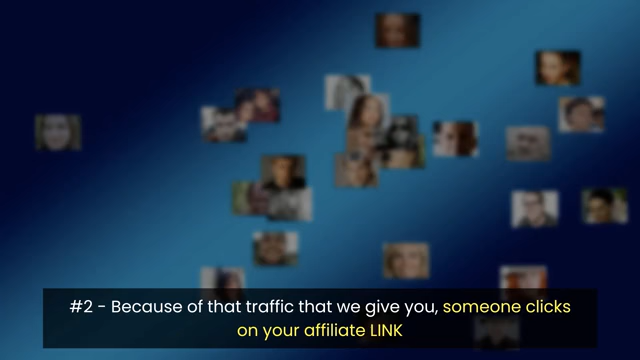 #2 - Because of that traffic that we give you, someone clicks
on your affiliate LINK